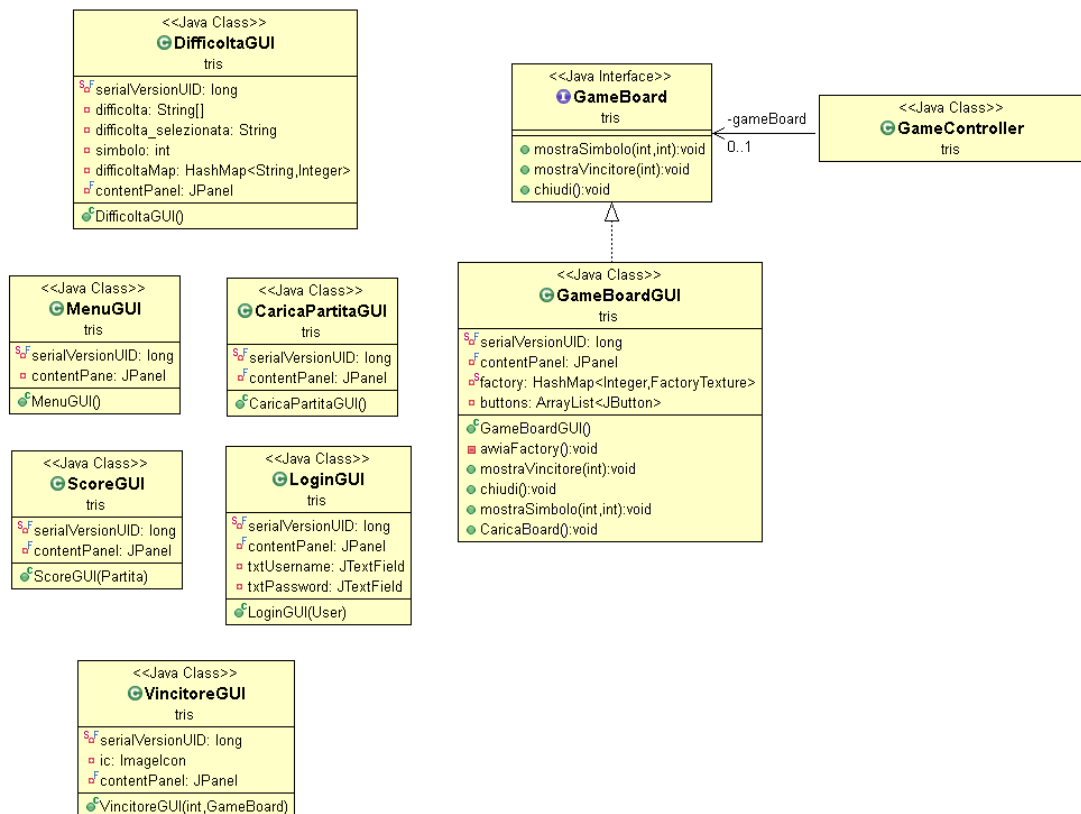 <<Java Class>>
DifficoltaGUI
tris
serialVersionUID: long
difficolta: String[]
difficolta_selezionata: String
simbolo: int
difficoltaMap: HashMap<String,Integer>
contentPanel: JPanel
DifficoltaGUI()
<<Java Interface>>
GameBoard
tris
mostraSimbolo(int,int):void
mostraVincitore(int):void
chiudi():void
-gameBoard
0..1
<<Java Class>>
GameController
tris
<<Java Class>>
MenuGUI
tris
serialVersionUID: long
contentPane: JPanel
MenuGUI()
<<Java Class>>
CaricaPartitaGUI
tris
serialVersionUID: long
contentPanel: JPanel
CaricaPartitaGUI()
<<Java Class>>
GameBoardGUI
tris
serialVersionUID: long
contentPanel: JPanel
factory: HashMap<Integer,FactoryTexture>
buttons: ArrayList<JButton>
GameBoardGUI()
avviaFactory():void
mostraVincitore(int):void
chiudi():void
mostraSimbolo(int,int):void
CaricaBoard():void
<<Java Class>>
ScoreGUI
tris
serialVersionUID: long
contentPanel: JPanel
ScoreGUI(Partita)
<<Java Class>>
LoginGUI
tris
serialVersionUID: long
contentPanel: JPanel
txtUsername: JTextField
txtPassword: JTextField
LoginGUI(User)
<<Java Class>>
VincitoreGUI
tris
serialVersionUID: long
ic: ImageIcon
contentPanel: JPanel
VincitoreGUI(int,GameBoard)